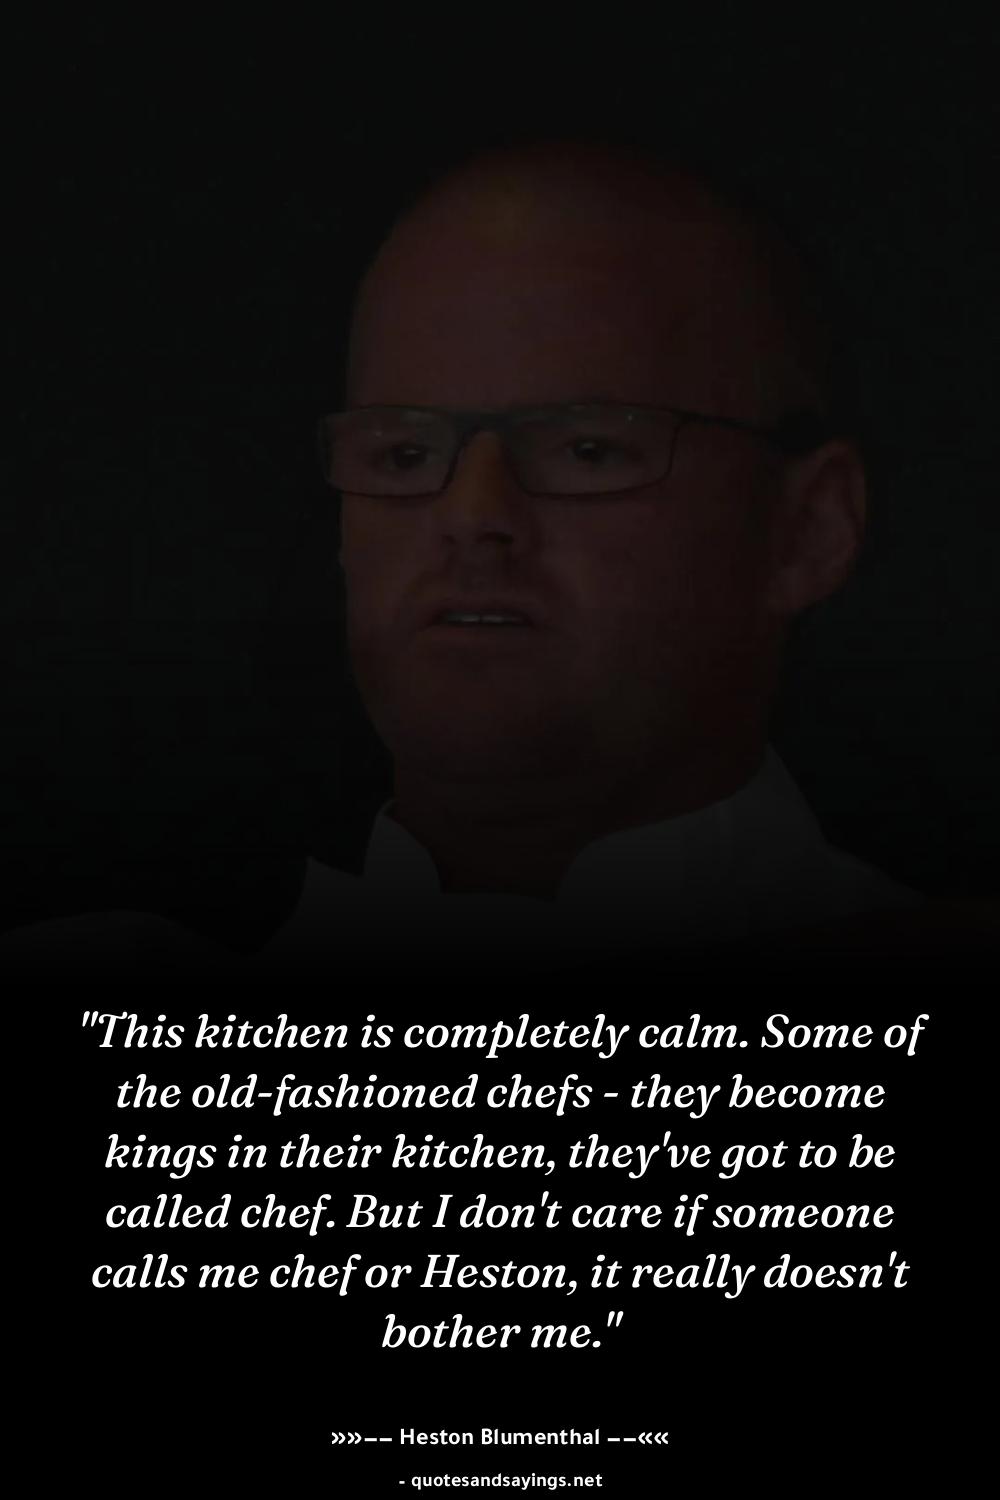 "This kitchen is completely calm. Some of
the old-fashioned chefs - they become
kings in their kitchen, they've got to be
called chef. But I don't care if someone
calls me chef or Heston, it really doesn't
bother me."
»»–– Heston Blumenthal ––««
- quotesandsayings.net